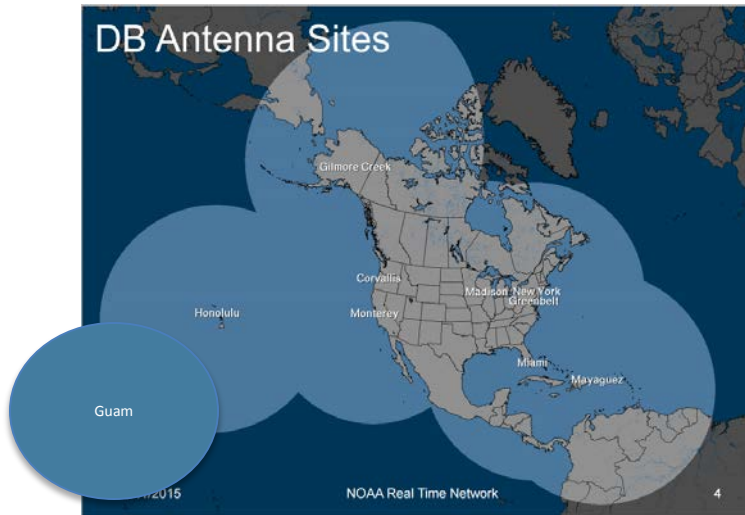 DB Antenna Sites
Gilmore Creek
Corvallis
Madison New York
Greenbelt
Honolulu
Monterey
Miami
Mayaguez
Guam
/2015
NOAA Real Time Network
4